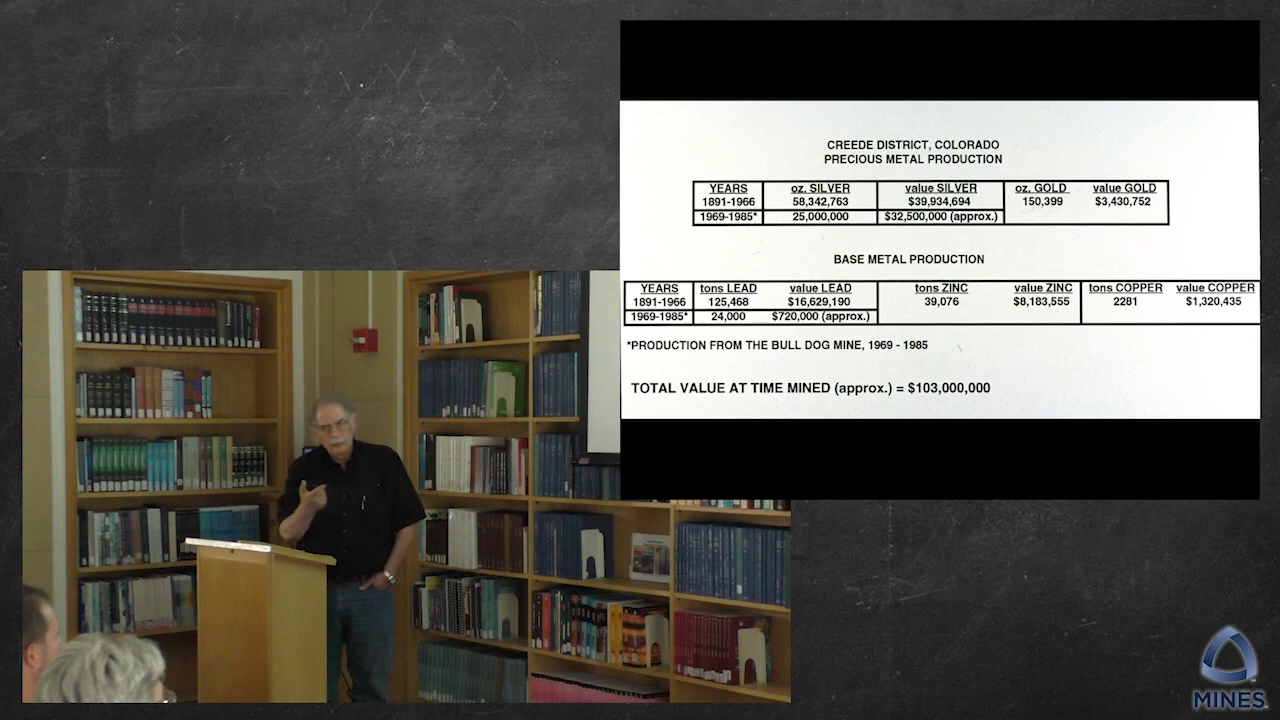 CREEDE DISTRICT, COLORADO
PRECIOUS METAL PRODUCTION
YEARS oz. SILVER value SILVER oz. GOLD value GOLD
1891-1966 58,342,763 $39,934,694 150,399 $3,430,752
1969-1985* 25,000,000 $32,500,000 (approx.)
BASE METAL PRODUCTION
YEARS tons LEAD value LEAD tons ZINC value ZINC tons COPPER value COPPER
1891-1966 125,468 $16,629,190 39,076 $8,183,555 2281 $1,320,435
1969-1985* 24,000 $720,000 (approx.)
*PRODUCTION FROM THE BULL DOG MINE, 1969 - 1985
TOTAL VALUE AT TIME MINED (approx.) = $103,000,000
MINES